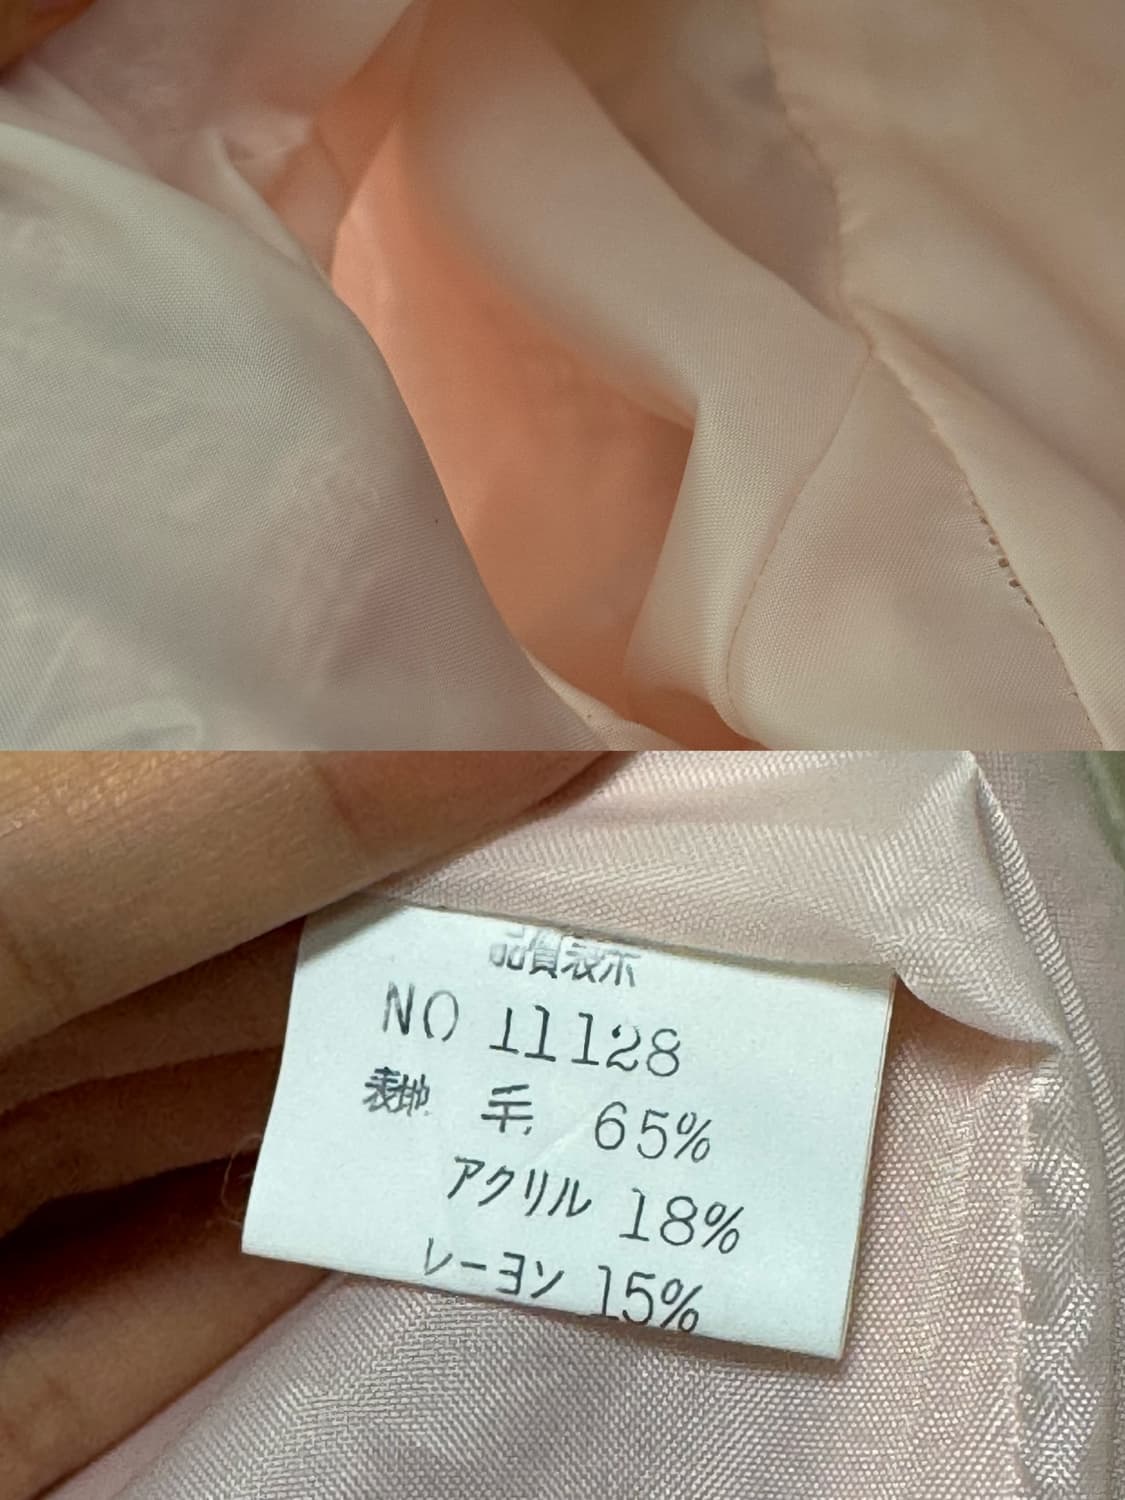 品質表示
NO 11128
表地 毛 65%
アクリル 18%
レーヨン 15%